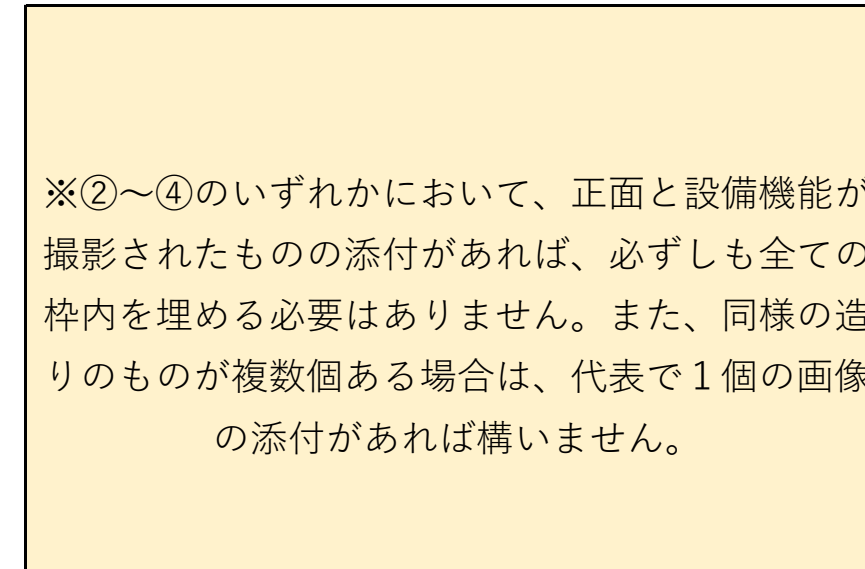 ※②～④のいずれかにおいて、正面と設備機能が
撮影されたものの添付があれば、必ずしも全ての
枠内を埋める必要はありません。また、同様の造
りのものが複数個ある場合は、代表で１個の画像
の添付があれば構いません。